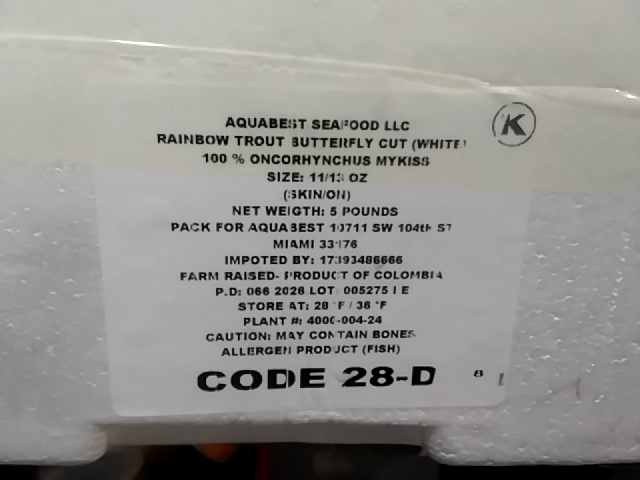 AQUABEST SEAFOOD LLC
K
RAINBOW TROUT BUTTERFLY CUT (WHITE)
100 % ONCORHYNCHUS MYKISS
SIZE: 11/13 OZ
(SKIN/ON)
NET WEIGTH: 5 POUNDS
PACK FOR AQUABEST 10711 SW 104th ST
MIAMI 33176
IMPOTED BY: 17393486666
FARM RAISED- PRODUCT OF COLOMBIA
P.D: 066 2026 LOT: 005275
STORE AT: 28 °F / 36 °F
PLANT #: 4000-004-24
CAUTION: MAY CONTAIN BONES
ALLERGEN PRODUCT (FISH)
CODE 28-D 8